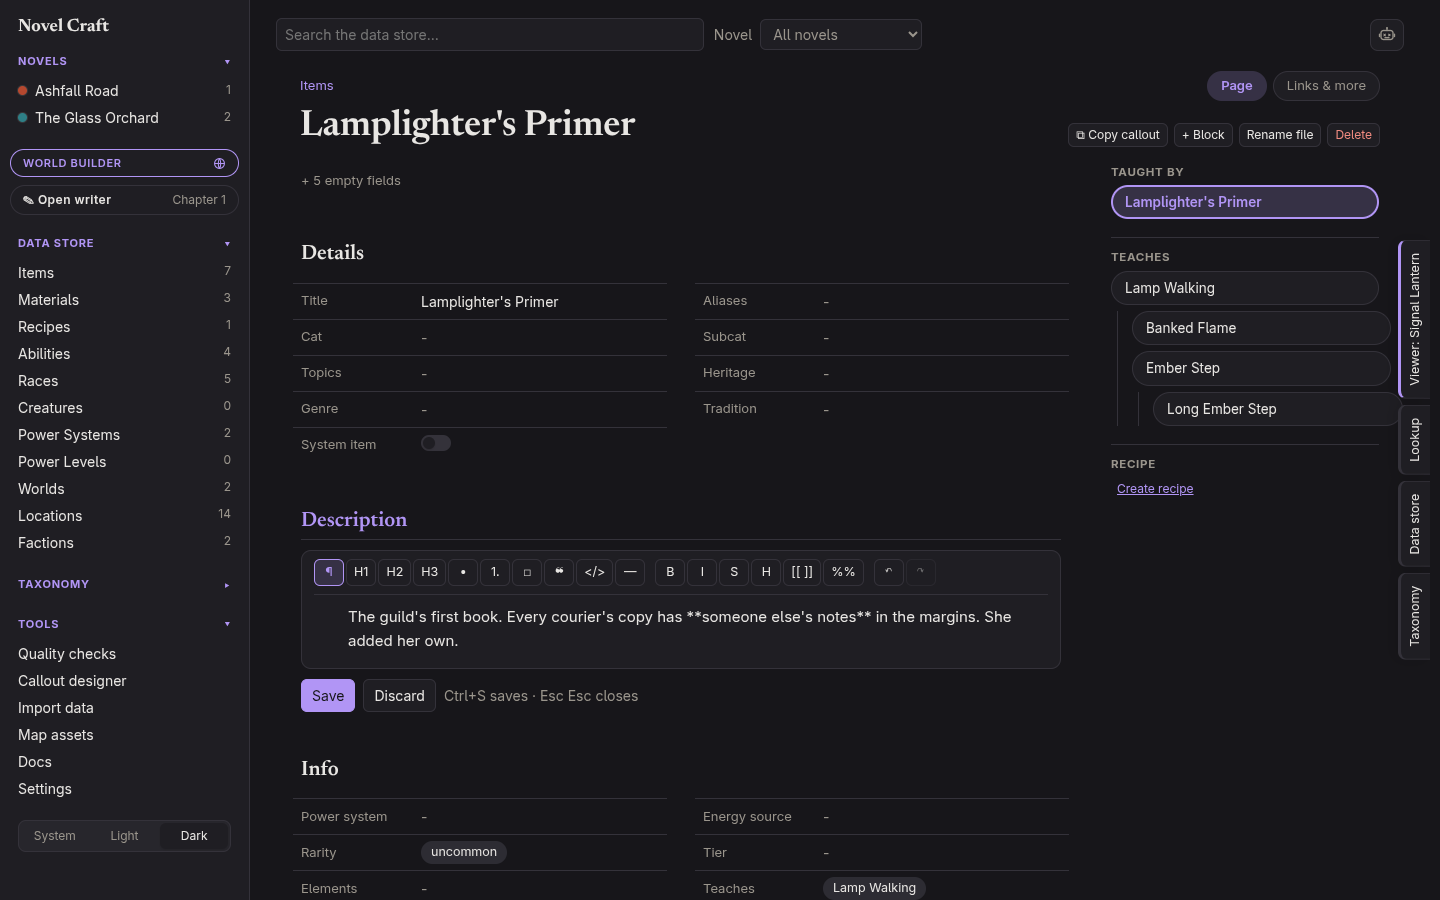 Novel Craft
NOVELS
Ashfall Road 1
The Glass Orchard 2
WORLD BUILDER
Open writer Chapter 1
DATA STORE
Items 7
Materials 3
Recipes 1
Abilities 4
Races 5
Creatures 0
Power Systems 2
Power Levels 0
Worlds 2
Locations 14
Factions 2
TAXONOMY
TOOLS
Quality checks
Callout designer
Import data
Map assets
Docs
Settings
System Light Dark
Search the data store... Novel All novels
Items
Page Links & more
Lamplighter's Primer
Copy callout + Block Rename file Delete
+ 5 empty fields
Details
Title Lamplighter's Primer Aliases -
Cat - Subcat -
Topics - Heritage -
Genre - Tradition -
System item
Description
¶ H1 H2 H3 • 1. □ ❝ </> — B I S H [[ ]] %% ↶ ↷
The guild's first book. Every courier's copy has **someone else's notes** in the margins. She
added her own.
Save Discard Ctrl+S saves · Esc Esc closes
Info
Power system - Energy source -
Rarity uncommon Tier -
Elements - Teaches Lamp Walking
TAUGHT BY
Lamplighter's Primer
TEACHES
Lamp Walking
Banked Flame
Ember Step
Long Ember Step
RECIPE
Create recipe
Viewer: Signal Lantern
Lookup
Data store
Taxonomy